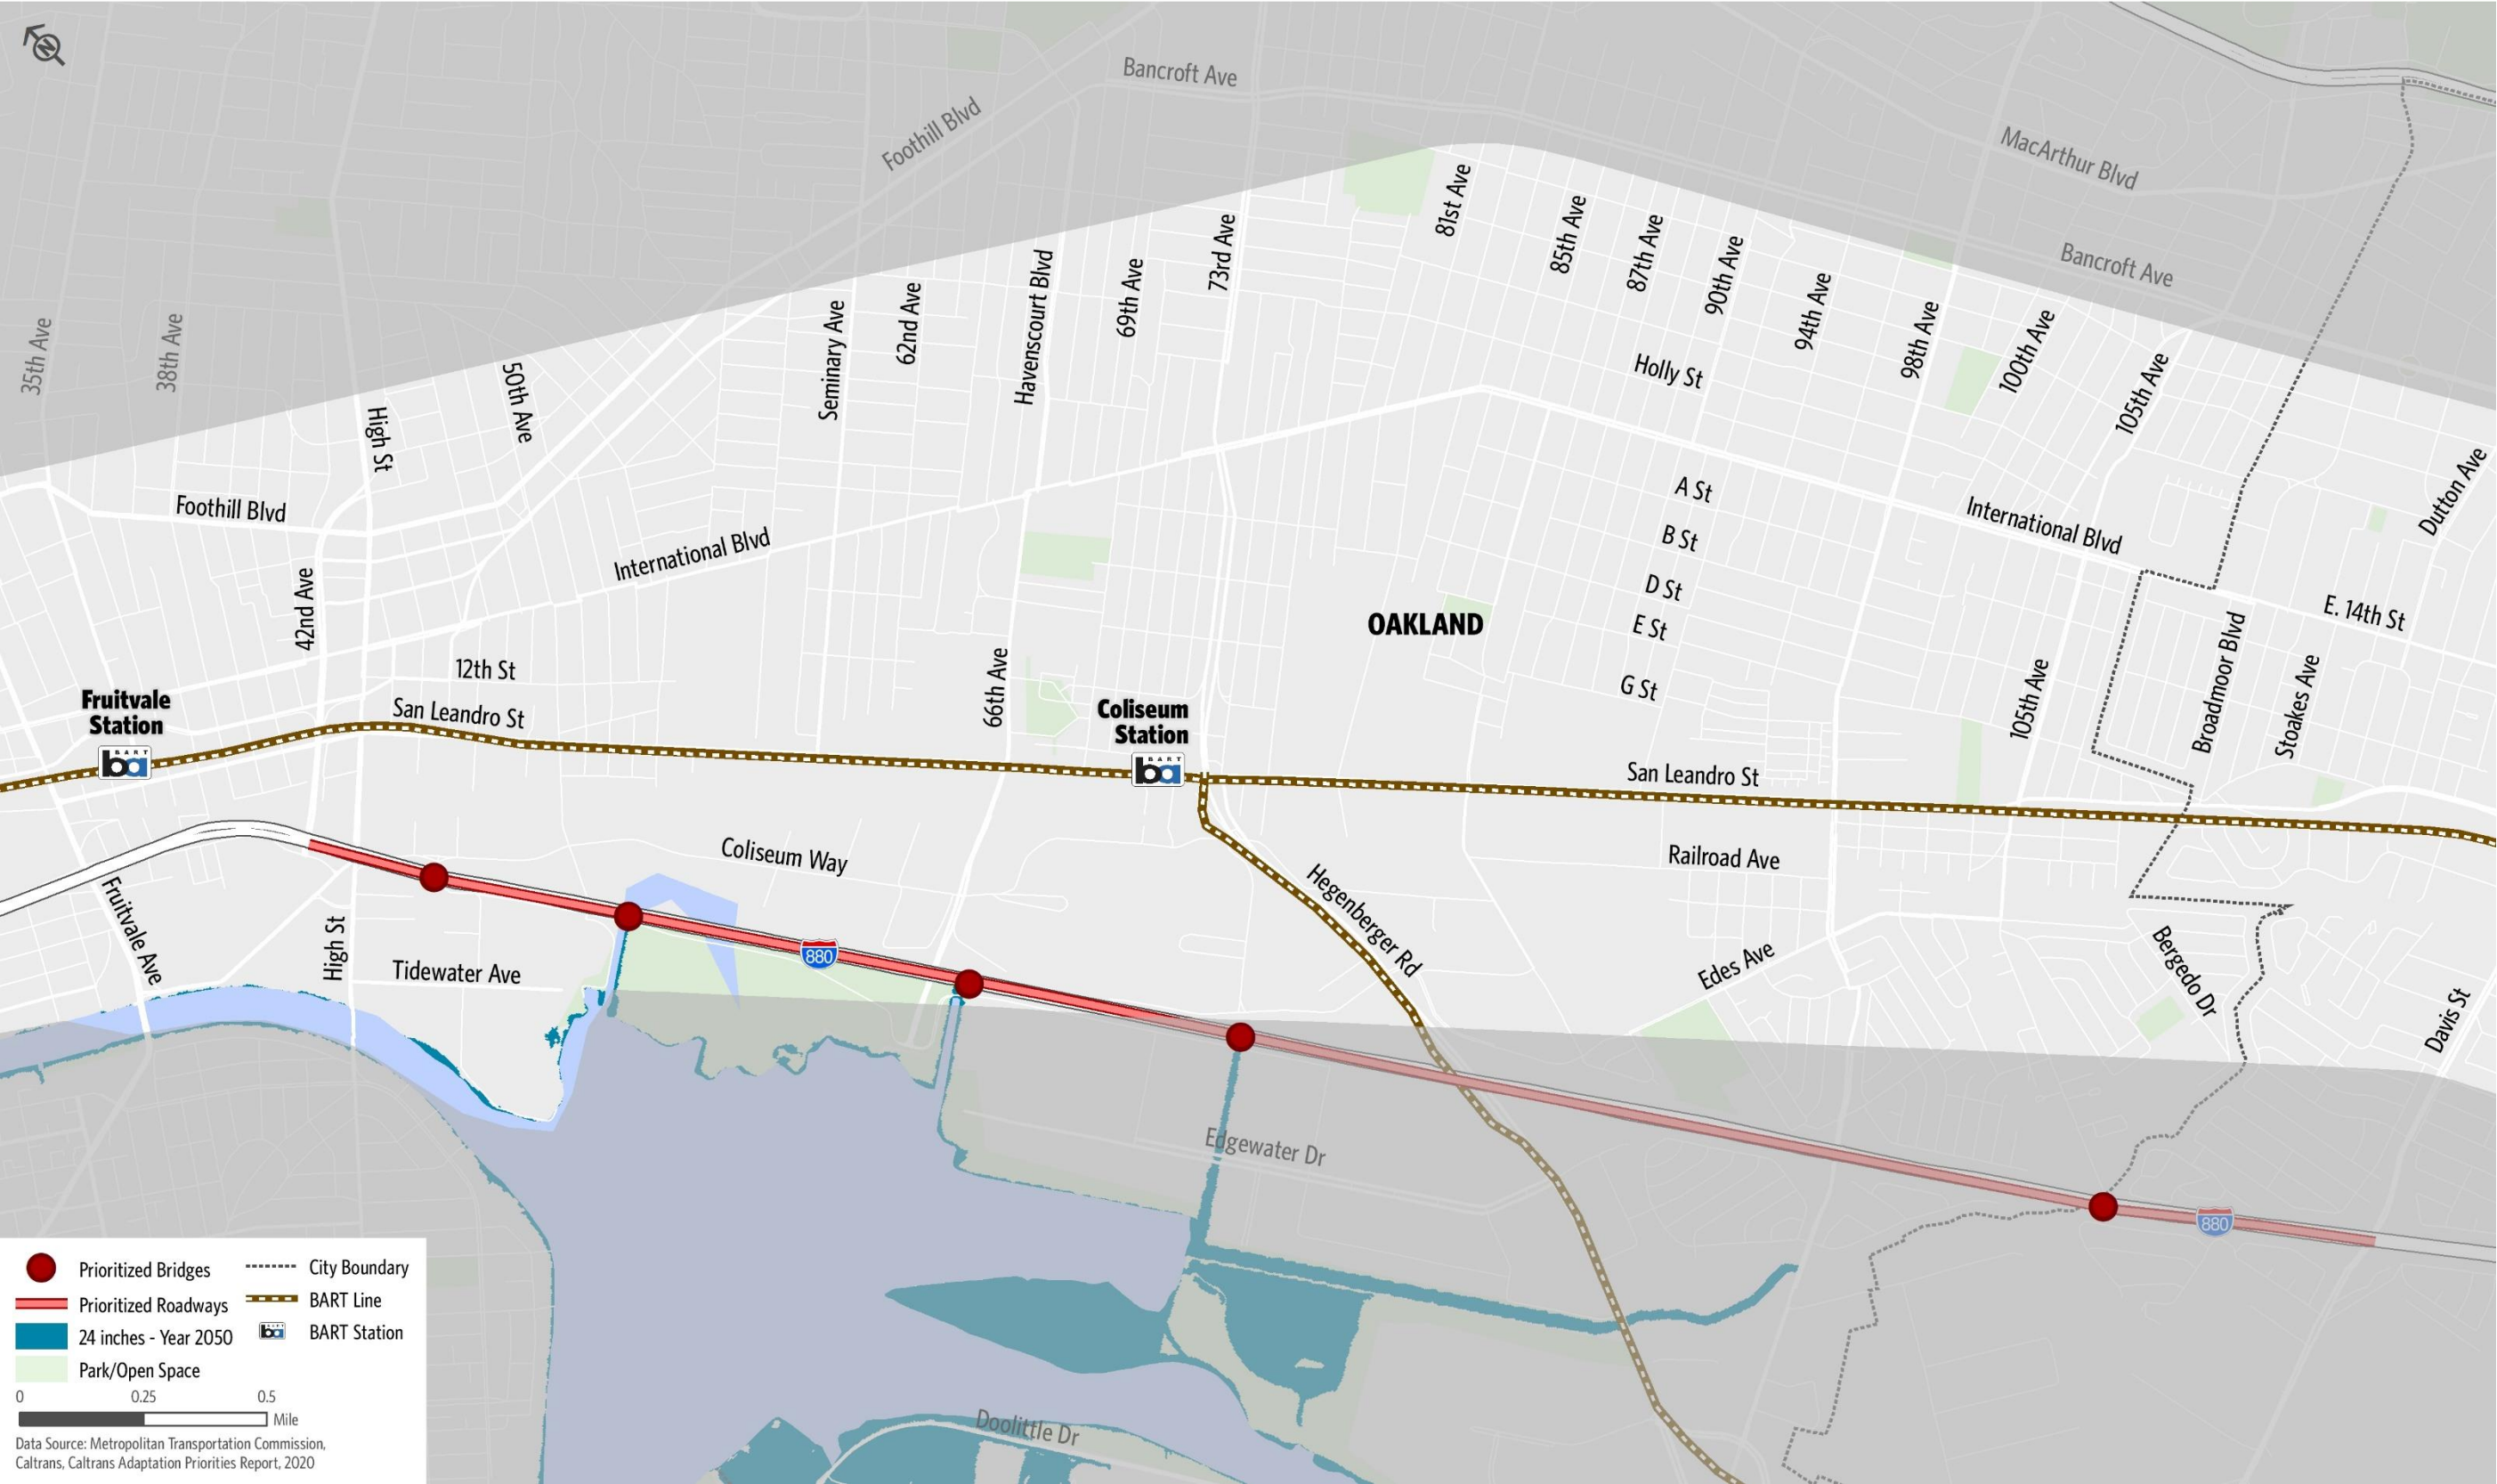 N
Bancroft Ave
Foothill Blvd
MacArthur Blvd
Bancroft Ave
81st Ave
85th Ave
87th Ave
90th Ave
94th Ave
98th Ave
100th Ave
105th Ave
73rd Ave
69th Ave
Havenscourt Blvd
62nd Ave
Seminary Ave
50th Ave
High St
38th Ave
35th Ave
Holly St
Dutton Ave
Foothill Blvd
International Blvd
A St
B St
D St
E St
G St
International Blvd
E. 14th St
OAKLAND
42nd Ave
12th St
San Leandro St
66th Ave
105th Ave
Broadmoor Blvd
Stoakes Ave
Fruitvale
Station
BART
ba
Coliseum
Station
BART
ba
San Leandro St
Railroad Ave
Coliseum Way
Hegenberger Rd
Edes Ave
Bergedo Dr
Davis St
Fruitvale Ave
High St
Tidewater Ave
880
Edgewater Dr
880
Doolittle Dr
Prioritized Bridges
Prioritized Roadways
24 inches - Year 2050
Park/Open Space
City Boundary
BART Line
ba
BART Station
0 0.25 0.5
Mile
Data Source: Metropolitan Transportation Commission,
Caltrans, Caltrans Adaptation Priorities Report, 2020